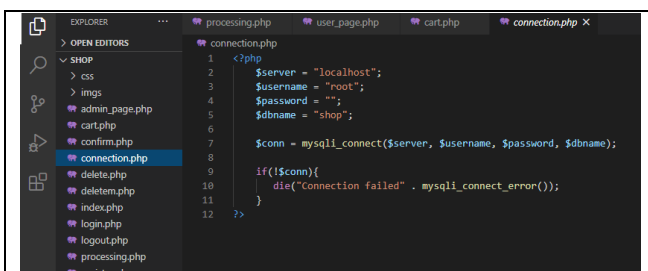 EXPLORER ...
processing.php user_page.php cart.php connection.php ×
> OPEN EDITORS
connection.php
SHOP
> css
> imgs
admin_page.php
cart.php
confirm.php
connection.php
delete.php
deletem.php
index.php
login.php
logout.php
processing.php
1 <?php
2 $server = "localhost";
3 $username = "root";
4 $password = "";
5 $dbname = "shop";
6
7 $conn = mysqli_connect($server, $username, $password, $dbname);
8
9 if(!$conn){
10 die("Connection failed" . mysqli_connect_error());
11 }
12 ?>